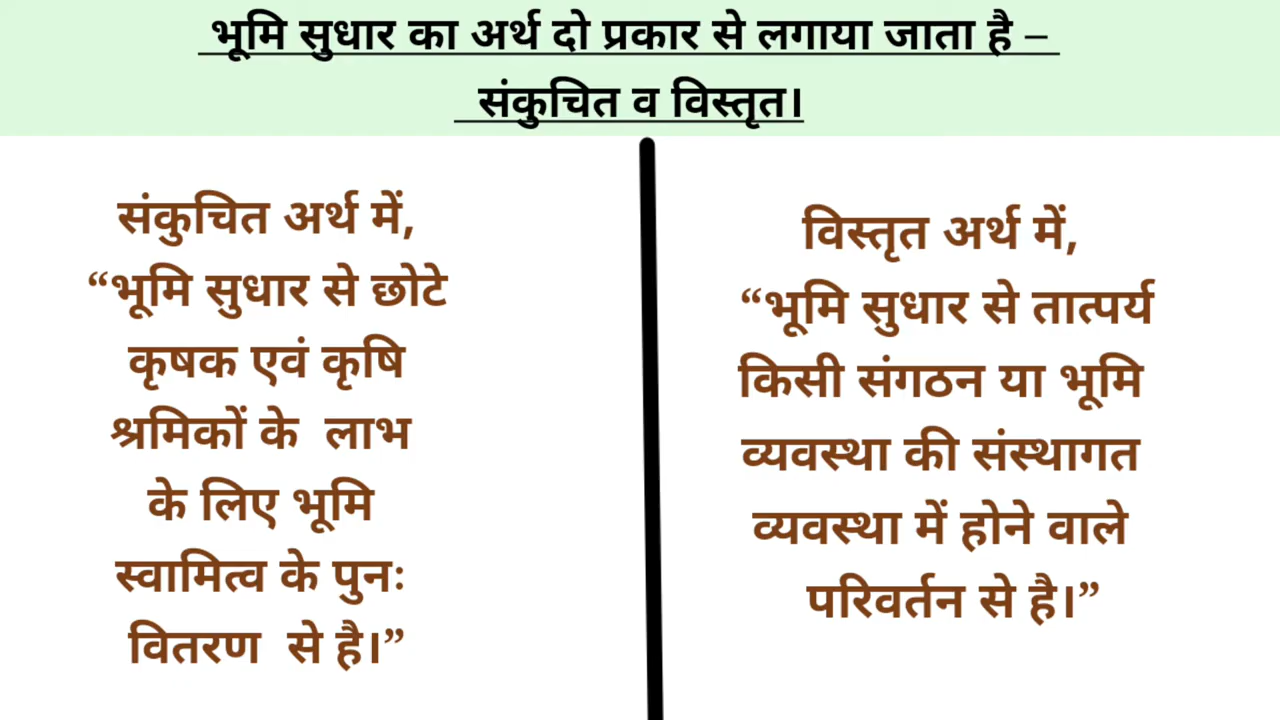 भूमि सुधार का अर्थ दो प्रकार से लगाया जाता है –
संकुचित व विस्तृत।
संकुचित अर्थ में,
“भूमि सुधार से छोटे
कृषक एवं कृषि
श्रमिकों के लाभ
के लिए भूमि
स्वामित्व के पुनः
वितरण से है।”
विस्तृत अर्थ में,
“भूमि सुधार से तात्पर्य
किसी संगठन या भूमि
व्यवस्था की संस्थागत
व्यवस्था में होने वाले
परिवर्तन से है।”